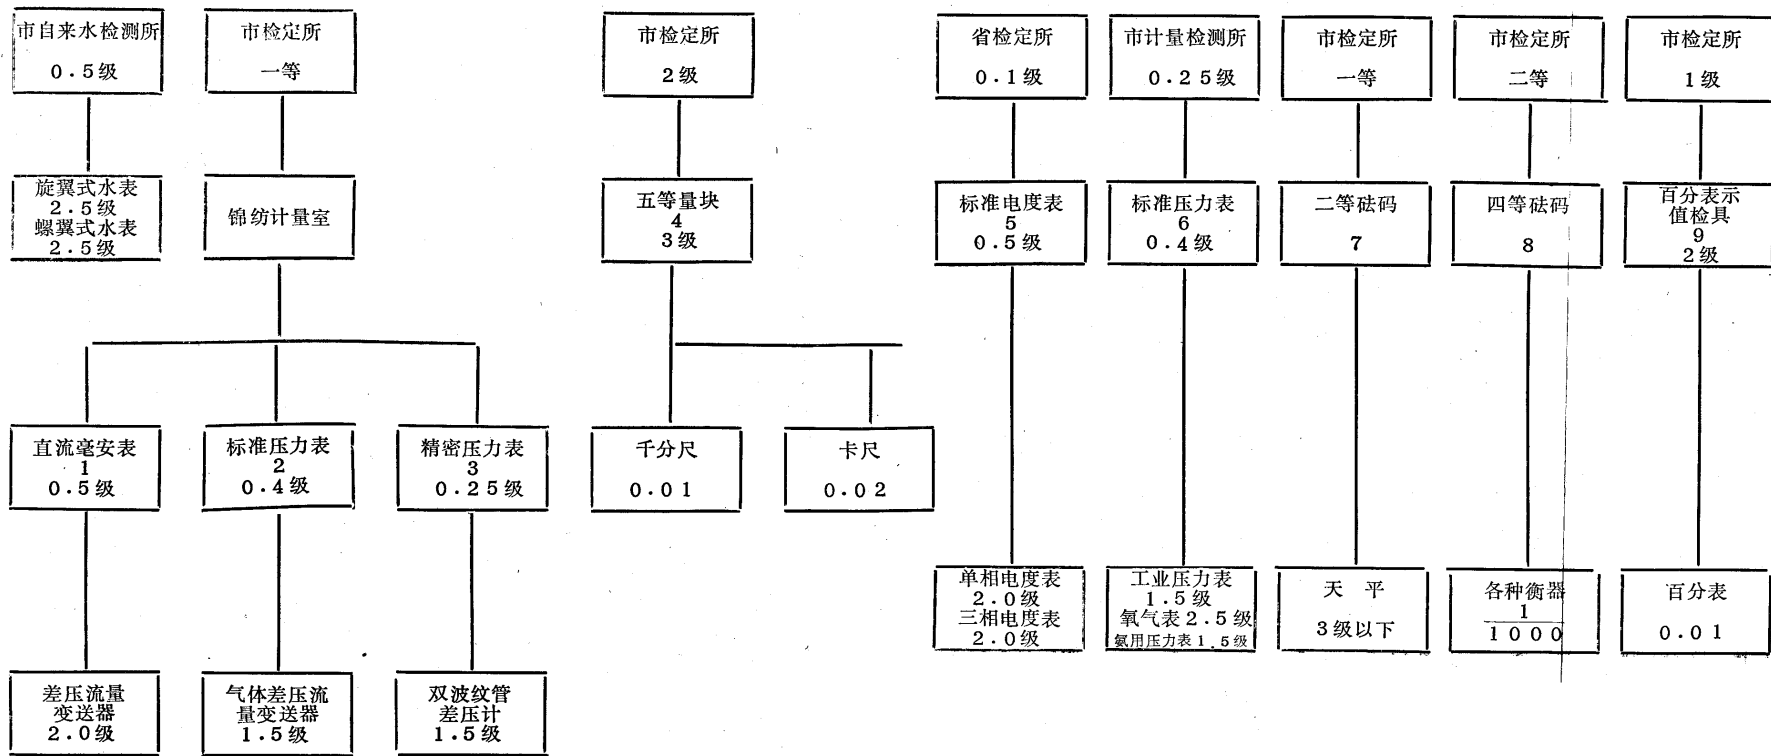 市自来水检测所
0.5级
市检定所
一等
市检定所
2级
省检定所
0.1级
市计量检测所
0.25级
市检定所
一等
市检定所
二等
市检定所
1级
旋翼式水表
2.5级
螺翼式水表
2.5级
锦纺计量室
五等量块
4
3级
标准电度表
5
0.5级
标准压力表
6
0.4级
二等砝码
7
四等砝码
8
百分表示
值检具
9
2级
直流毫安表
1
0.5级
标准压力表
2
0.4级
精密压力表
3
0.25级
千分尺
0.01
卡尺
0.02
单相电度表
2.0级
三相电度表
2.0级
工业压力表
1.5级
氧气表2.5级
氨用压力表1.5级
天 平
3级以下
各种衡器
1
1000
百分表
0.01
差压流量
变送器
2.0级
气体差压流
量变送器
1.5级
双波纹管
差压计
1.5级